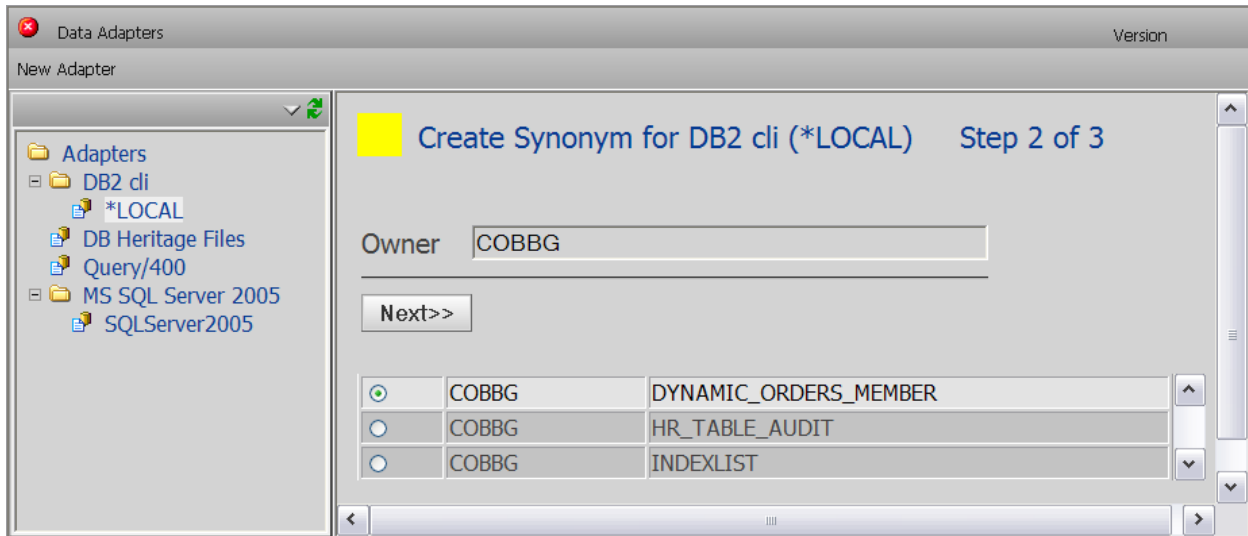 Data Adapters
Version
New Adapter
Adapters
DB2 cli
*LOCAL
DB Heritage Files
Query/400
MS SQL Server 2005
SQLServer2005
Create Synonym for DB2 cli (*LOCAL) Step 2 of 3
Owner COBBG
Next>>
COBBG DYNAMIC_ORDERS_MEMBER
COBBG HR_TABLE_AUDIT
COBBG INDEXLIST